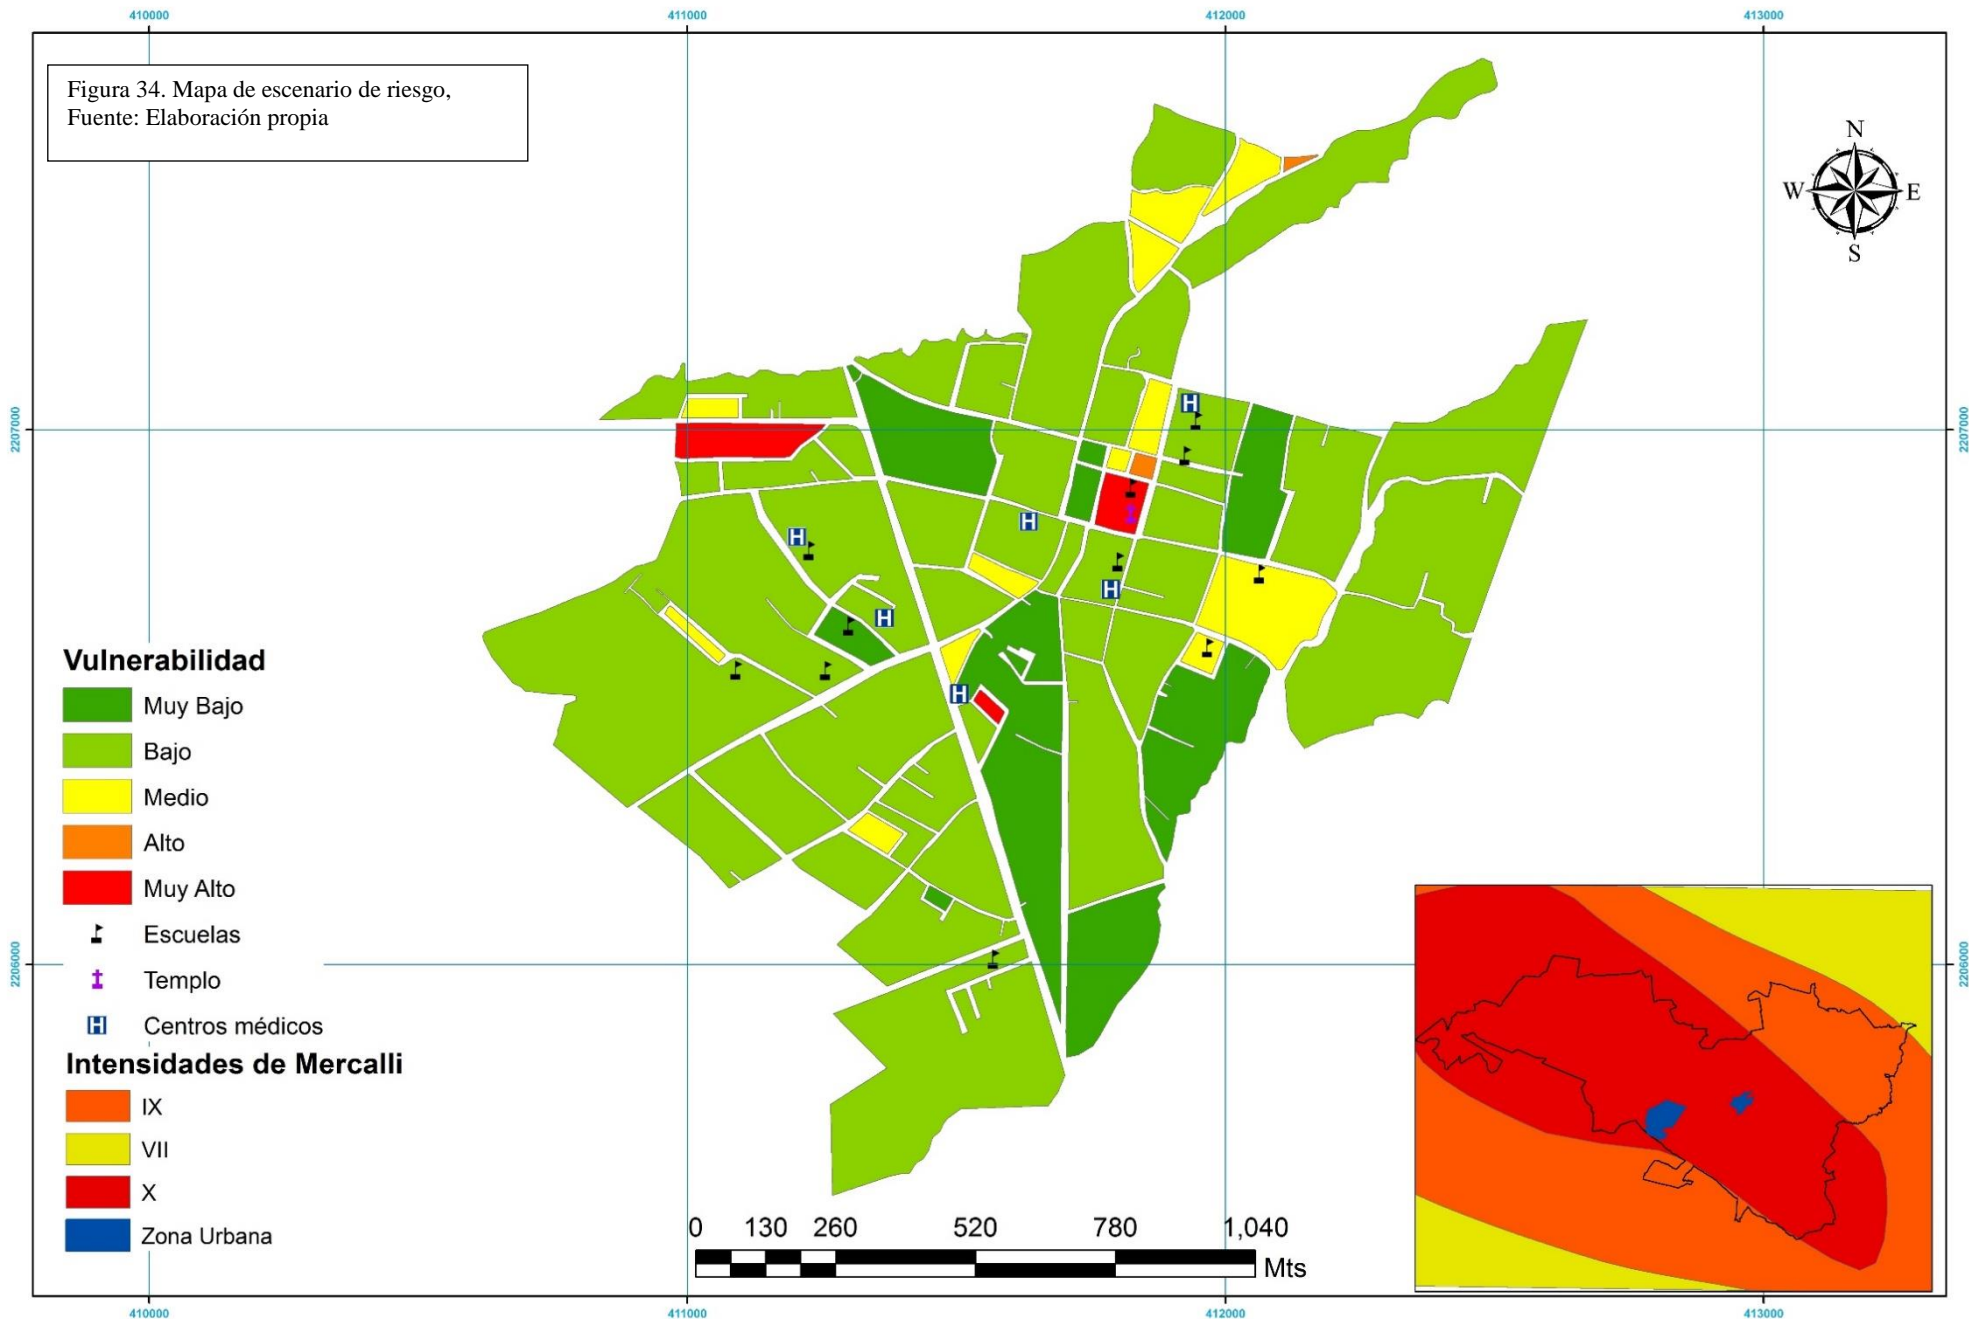 410000
411000
412000
413000
Figura 34. Mapa de escenario de riesgo,
Fuente: Elaboración propia
N
W E
S
2207000
2207000
H
H
H
H
H
H
Vulnerabilidad
Muy Bajo
Bajo
Medio
Alto
Muy Alto
Escuelas
Templo
H Centros médicos
Intensidades de Mercalli
IX
VII
X
Zona Urbana
2206000
2206000
0 130 260 520 780 1,040
Mts
410000
411000
412000
413000